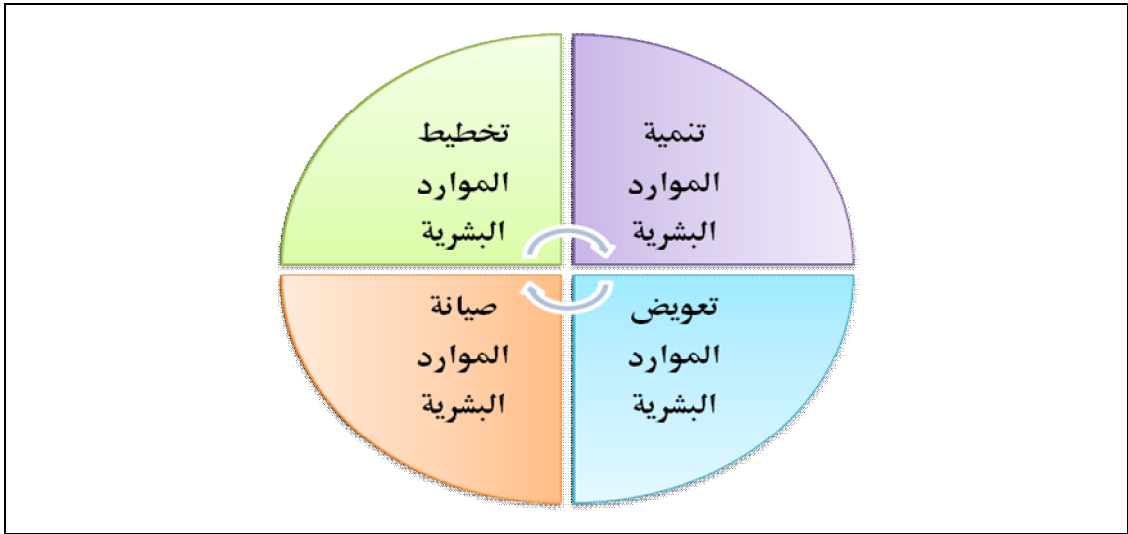 تنمية
الموارد
البشرية
تخطيط
الموارد
البشرية
تعويض
الموارد
البشرية
صيانة
الموارد
البشرية